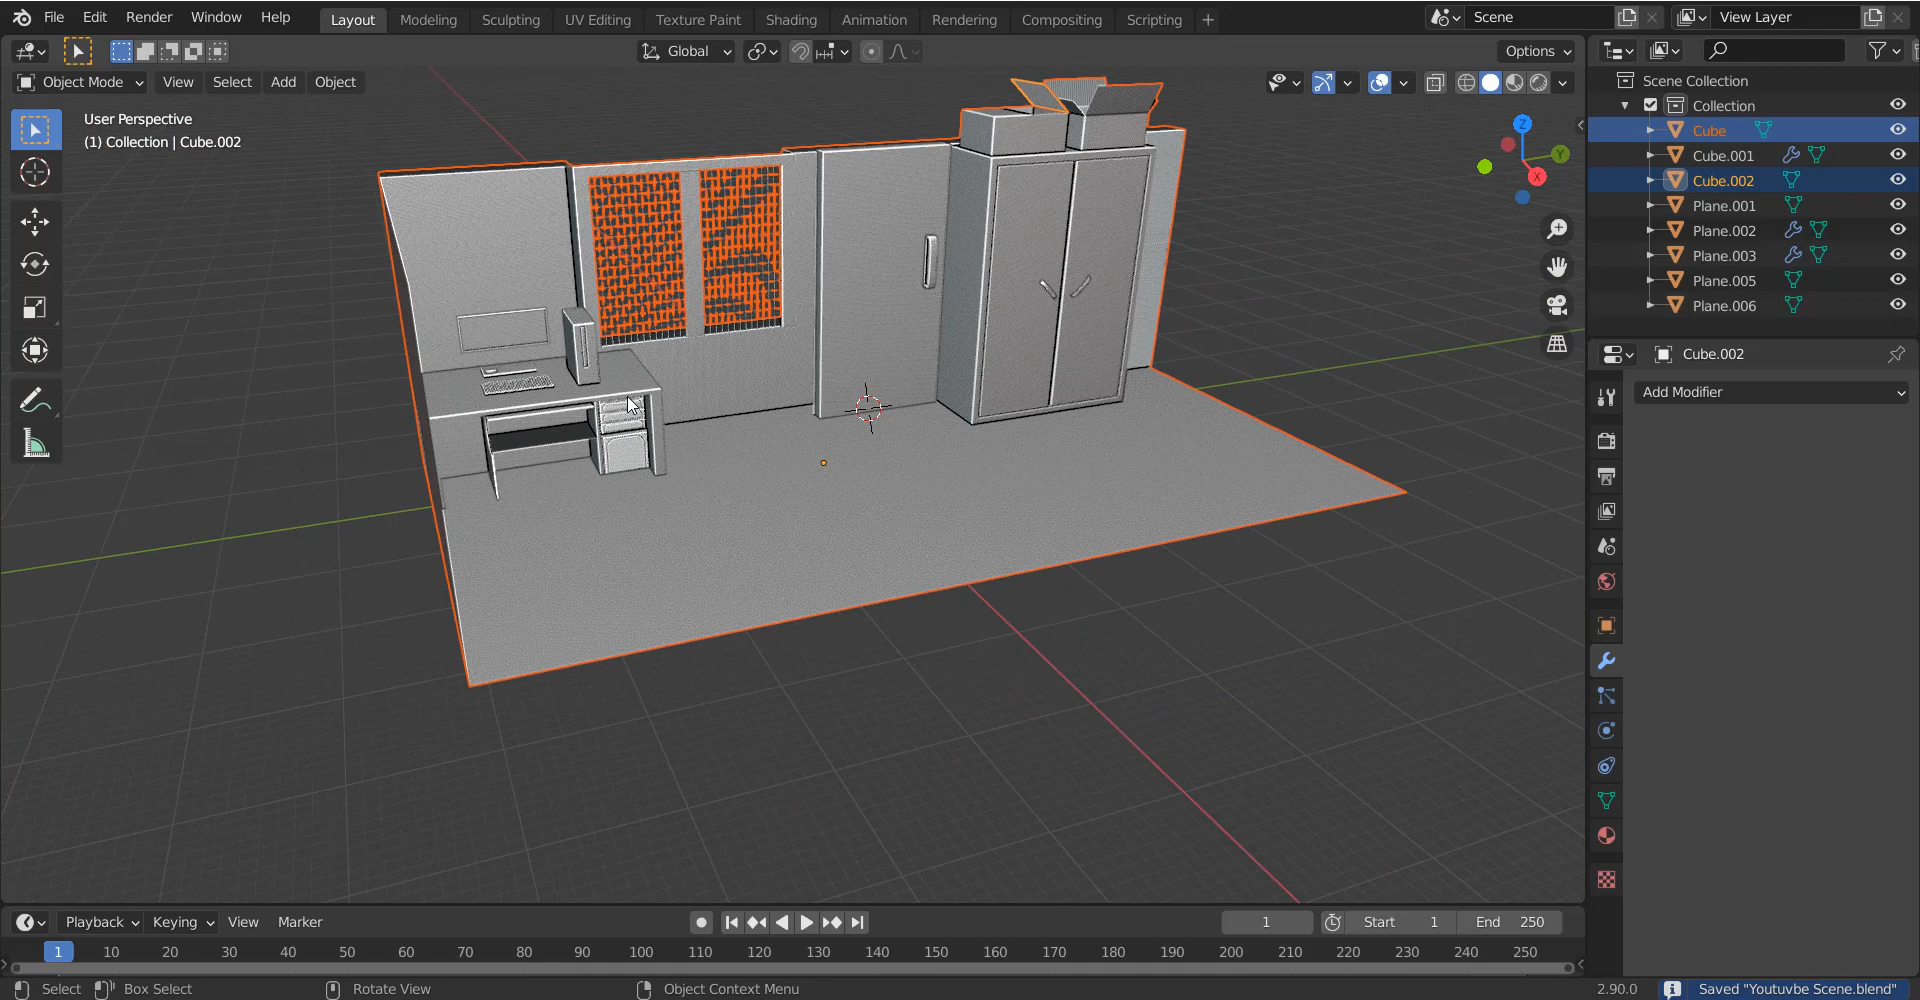 File Edit Render Window Help Layout Modeling Sculpting UV Editing Texture Paint Shading Animation Rendering Compositing Scripting + Scene View Layer
Global Options
Object Mode View Select Add Object
User Perspective
(1) Collection | Cube.002
Z
Y
X
Scene Collection
Collection
Cube
Cube.001
Cube.002
Plane.001
Plane.002
Plane.003
Plane.005
Plane.006
Cube.002
Add Modifier
Playback Keying View Marker 1 Start 1 End 250
1 10 20 30 40 50 60 70 80 90 100 110 120 130 140 150 160 170 180 190 200 210 220 230 240 250
Select Box Select Rotate View Object Context Menu 2.90.0 Saved "Youtuvbe Scene.blend"